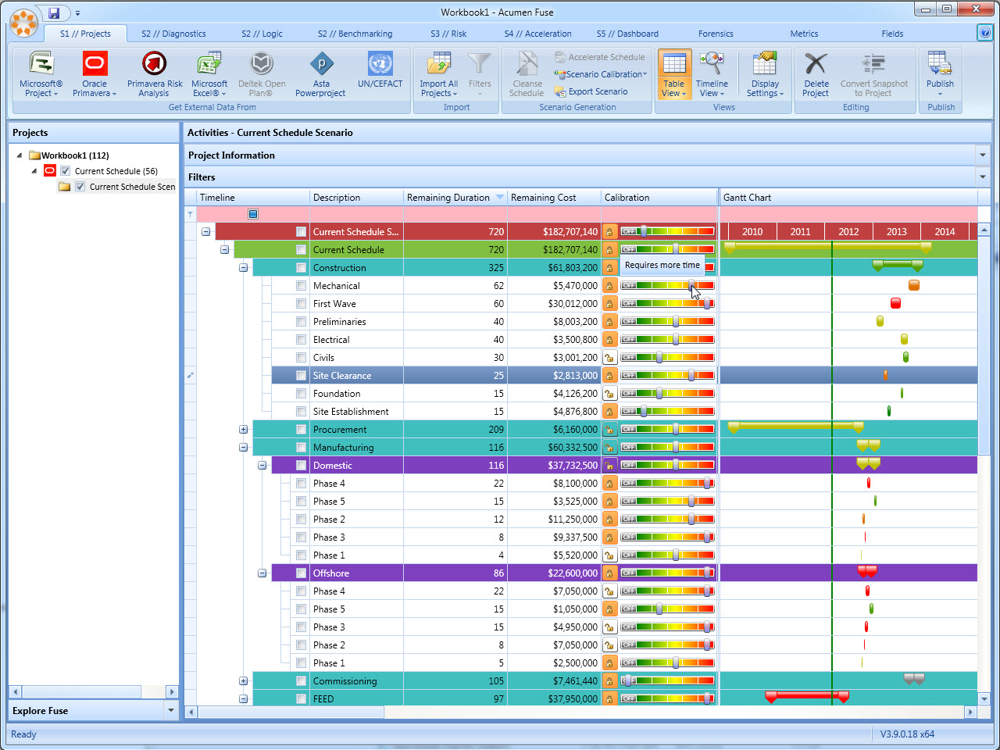 Workbook1 - Acumen Fuse
S1 // Projects S2 // Diagnostics S2 // Logic S2 // Benchmarking S3 // Risk S4 // Acceleration S5 // Dashboard Forensics Metrics Fields
Microsoft® Project
Oracle Primavera
Primavera Risk Analysis
Microsoft Excel®
Deltek Open Plan®
Asta Powerproject
UN/CEFACT
Get External Data From
Import All Projects
Filters
Import
Cleanse Schedule
Accelerate Schedule
Scenario Calibration
Export Scenario
Scenario Generation
Table View
Timeline View
Display Settings
Views
Delete Project
Convert Snapshot to Project
Editing
Publish
Publish
Projects
Workbook1 (112)
Current Schedule (56)
Current Schedule Scen
Explore Fuse
Activities - Current Schedule Scenario
Project Information
Filters
Timeline Description Remaining Duration Remaining Cost Calibration Gantt Chart
Current Schedule S... 720 $182,707,140 OFF 2010 2011 2012 2013 2014
Current Schedule 720 $182,707,140 OFF
Construction 325 $61,803,200
Requires more time
Mechanical 62 $5,470,000 OFF
First Wave 60 $30,012,000 OFF
Preliminaries 40 $8,003,200 OFF
Electrical 40 $3,500,800 OFF
Civils 30 $3,001,200 OFF
Site Clearance 25 $2,813,000 OFF
Foundation 15 $4,126,200 OFF
Site Establishment 15 $4,876,800 OFF
Procurement 209 $6,160,000 OFF
Manufacturing 116 $60,332,500 OFF
Domestic 116 $37,732,500 OFF
Phase 4 22 $8,100,000 OFF
Phase 5 15 $3,525,000 OFF
Phase 2 12 $11,250,000 OFF
Phase 3 8 $9,337,500 OFF
Phase 1 4 $5,520,000 OFF
Offshore 86 $22,600,000 OFF
Phase 4 22 $7,050,000 OFF
Phase 5 15 $1,050,000 OFF
Phase 3 15 $4,950,000 OFF
Phase 2 8 $7,050,000 OFF
Phase 1 5 $2,500,000 OFF
Commissioning 105 $7,461,440
FEED 97 $37,950,000 OFF
Ready
V3.9.0.18 x64